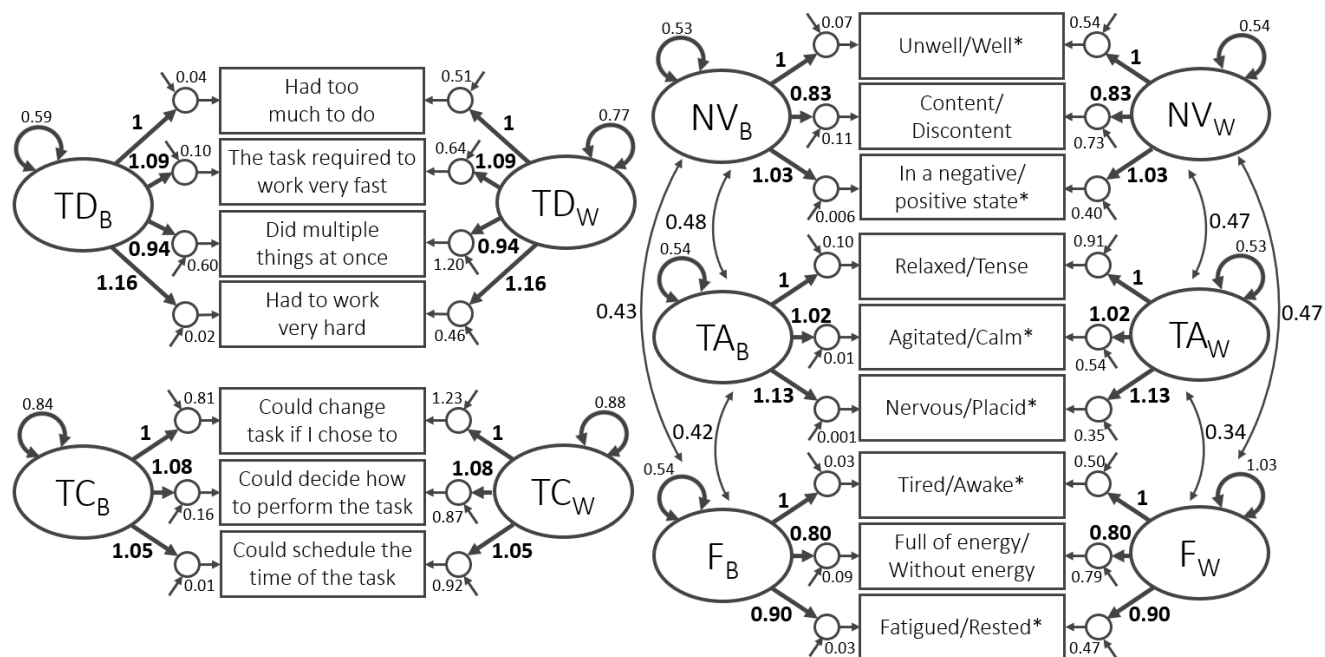 0.59
TD_B
1
1.09
0.94
1.16
0.04
0.10
0.60
0.02
Had too
much to do
The task required to
work very fast
Did multiple
things at once
Had to work
very hard
0.51
0.64
1.20
0.46
1
1.09
0.94
1.16
0.77
TD_W
0.84
TC_B
1
1.08
1.05
0.81
0.16
0.01
Could change
task if I chose to
Could decide how
to perform the task
Could schedule the
time of the task
1.23
0.87
0.92
1
1.08
1.05
0.88
TC_W
0.53
NV_B
1
0.83
1.03
0.07
0.11
0.006
Unwell/Well*
Content/
Discontent
In a negative/
positive state*
0.54
0.73
0.40
1
0.83
1.03
0.54
NV_W
0.48
0.43
0.47
0.47
0.54
TA_B
1
1.02
1.13
0.10
0.01
0.001
Relaxed/Tense
Agitated/Calm*
Nervous/Placid*
0.91
0.54
0.35
1
1.02
1.13
0.53
TA_W
0.42
0.34
0.54
F_B
1
0.80
0.90
0.03
0.09
0.03
Tired/Awake*
Full of energy/
Without energy
Fatigued/Rested*
0.50
0.79
0.47
1
0.80
0.90
1.03
F_W